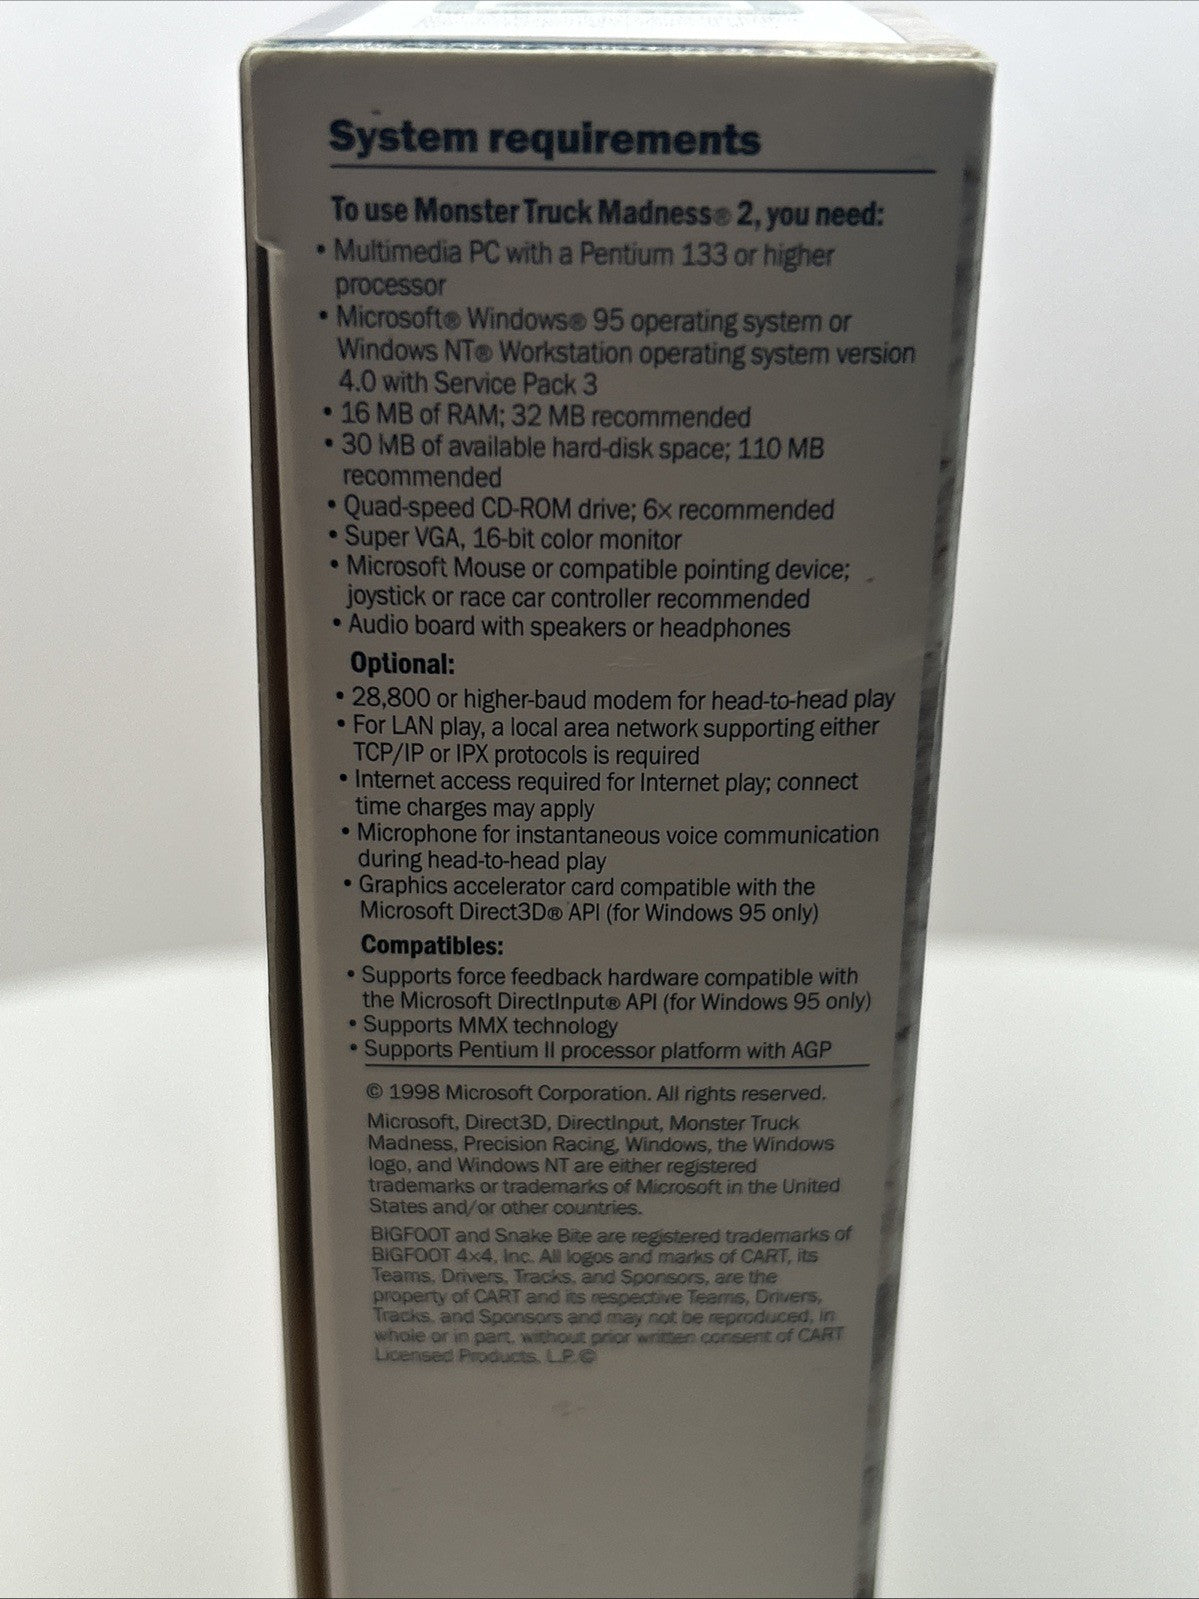 System requirements
To use Monster Truck Madness® 2, you need:
• Multimedia PC with a Pentium 133 or higher
processor
• Microsoft® Windows® 95 operating system or
Windows NT® Workstation operating system version
4.0 with Service Pack 3
• 16 MB of RAM; 32 MB recommended
• 30 MB of available hard-disk space; 110 MB
recommended
• Quad-speed CD-ROM drive; 6x recommended
• Super VGA, 16-bit color monitor
• Microsoft Mouse or compatible pointing device;
joystick or race car controller recommended
• Audio board with speakers or headphones
Optional:
• 28,800 or higher-baud modem for head-to-head play
• For LAN play, a local area network supporting either
TCP/IP or IPX protocols is required
• Internet access required for Internet play; connect
time charges may apply
• Microphone for instantaneous voice communication
during head-to-head play
• Graphics accelerator card compatible with the
Microsoft Direct3D® API (for Windows 95 only)
Compatibles:
• Supports force feedback hardware compatible with
the Microsoft DirectInput® API (for Windows 95 only)
• Supports MMX technology
• Supports Pentium II processor platform with AGP
© 1998 Microsoft Corporation. All rights reserved.
Microsoft, Direct3D, DirectInput, Monster Truck
Madness, Precision Racing, Windows, the Windows
logo, and Windows NT are either registered
trademarks or trademarks of Microsoft in the United
States and/or other countries.
BIGFOOT and Snake Bite are registered trademarks of
BIGFOOT 4x4, Inc. All logos and marks of CART, its
Teams, Drivers, Tracks, and Sponsors, are the
property of CART and its respective Teams, Drivers,
Tracks, and Sponsors and may not be reproduced, in
whole or in part, without prior written consent of CART
Licensed Products, L.P.©